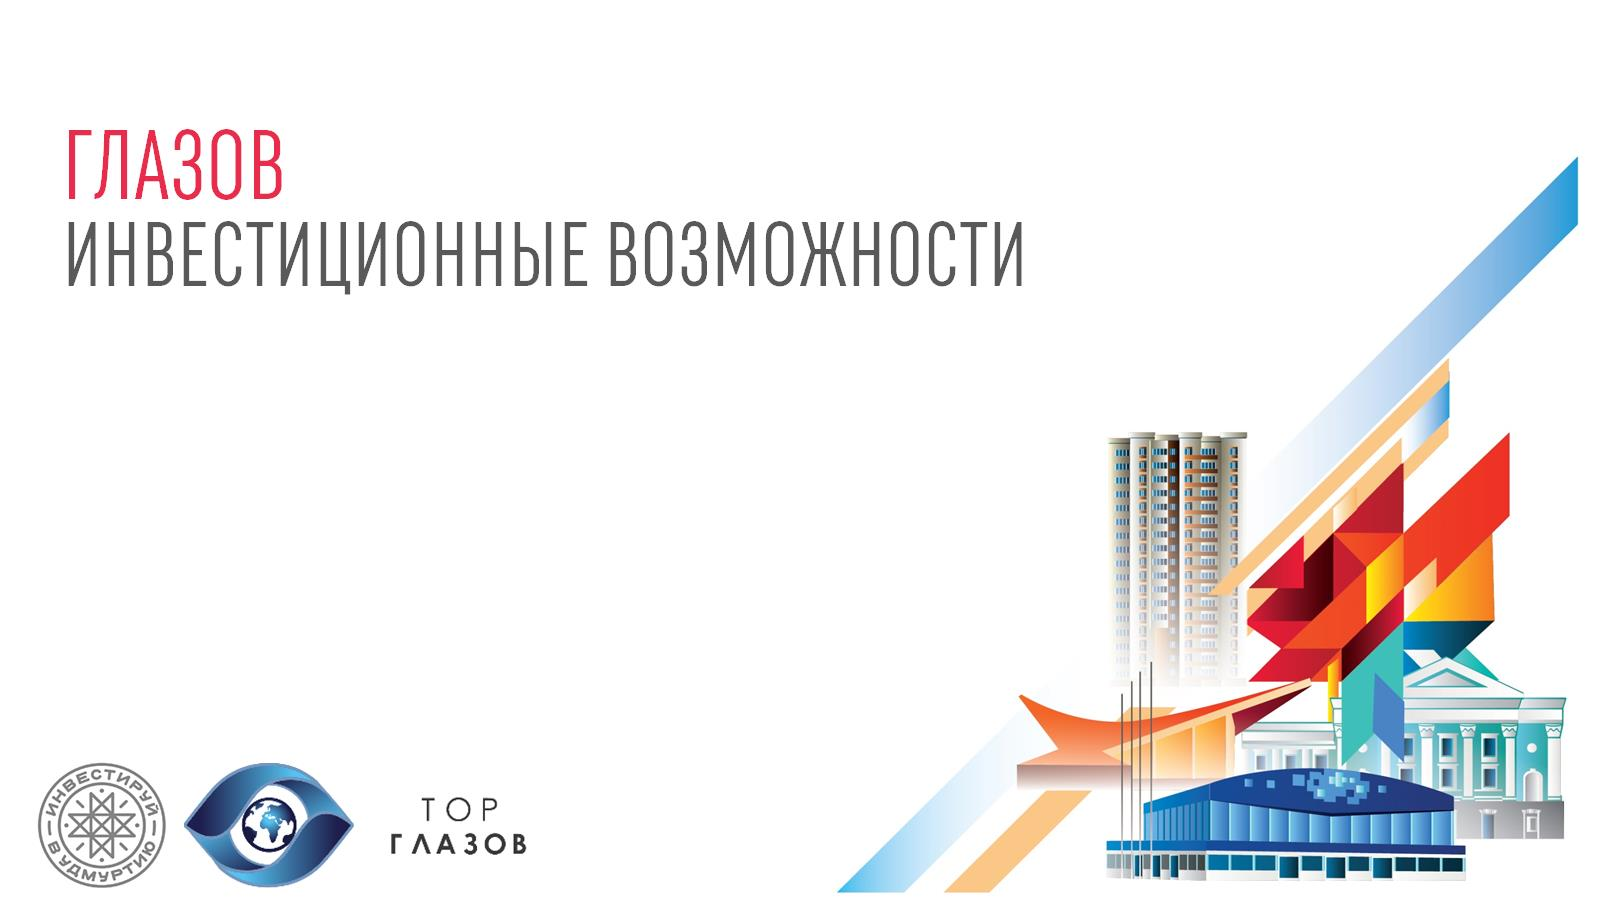 ГЛАЗОВ
ИНВЕСТИЦИОННЫЕ ВОЗМОЖНОСТИ
ИНВЕСТИРУЙ
В УДМУРТИЮ
ТОР
ГЛАЗОВ